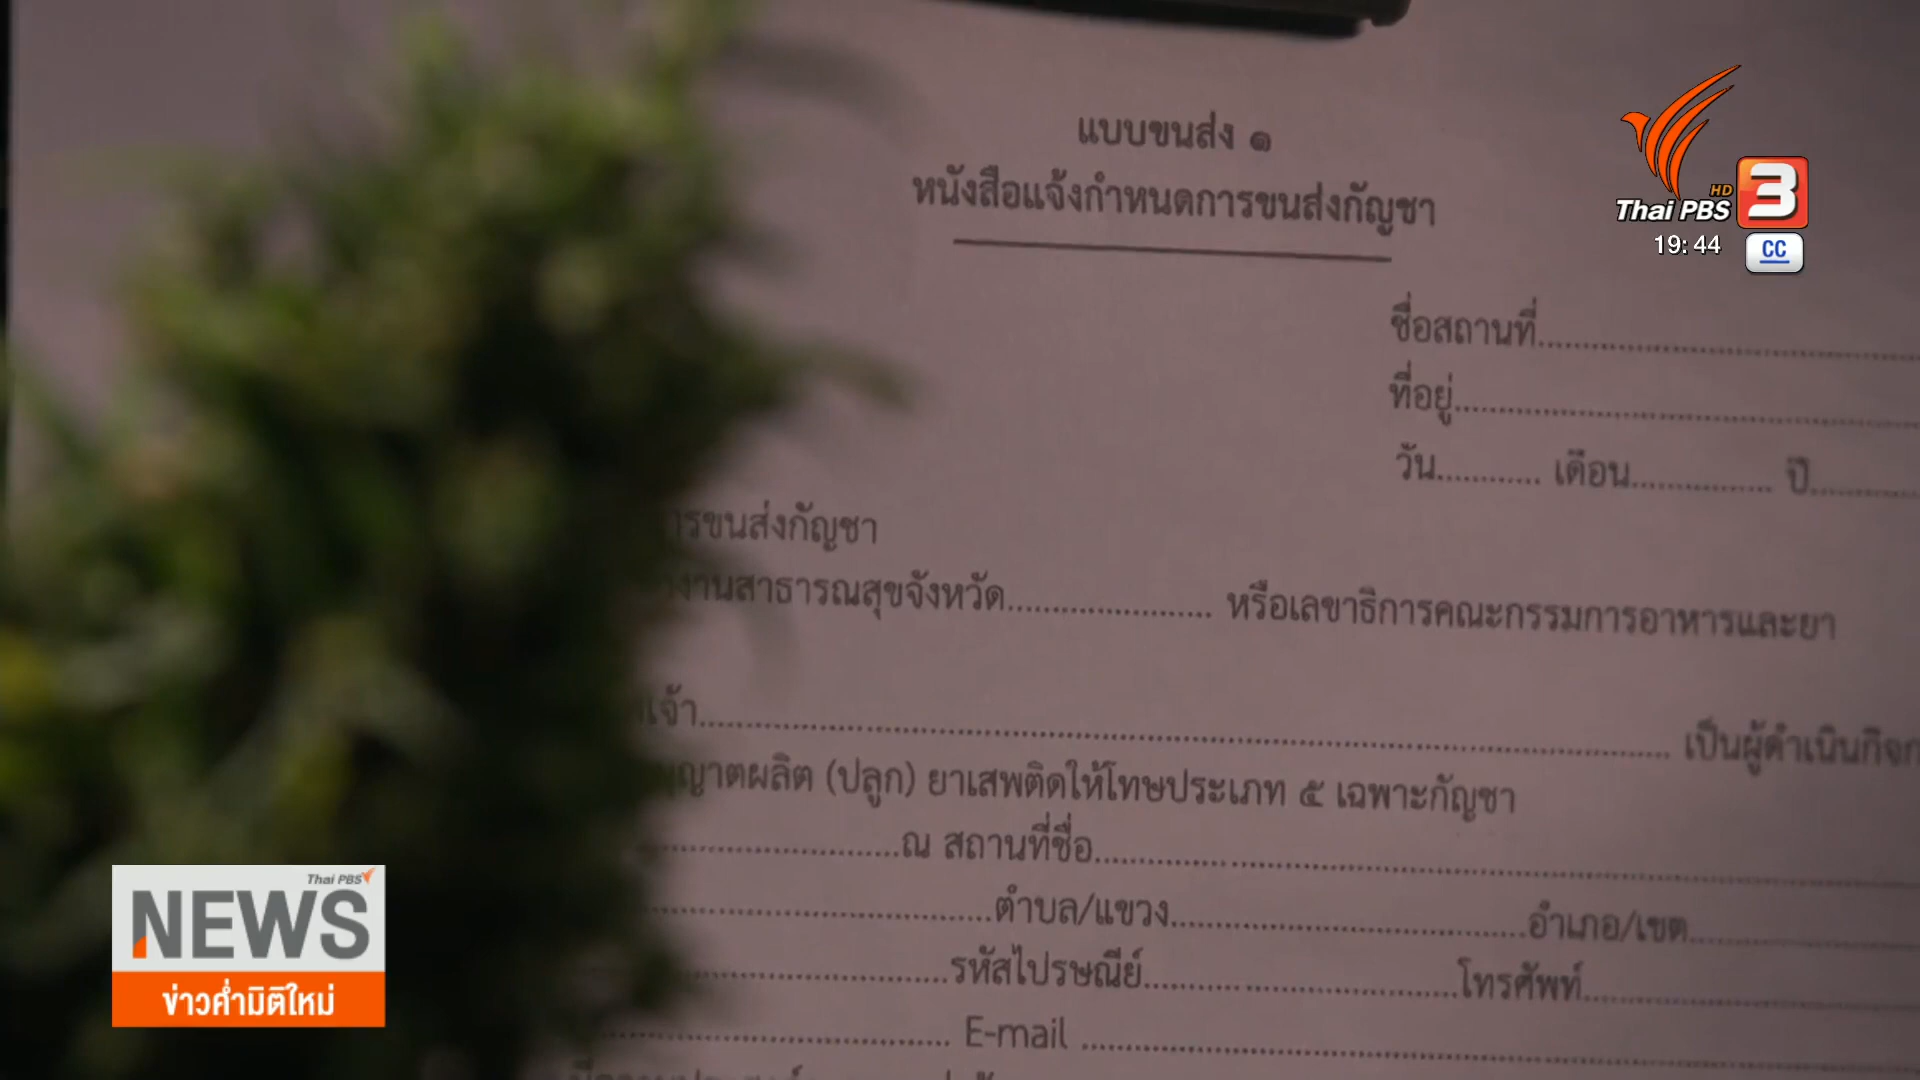 แบบขนส่ง ๑
หนังสือแจ้งกำหนดการขนส่งกัญชา
HD
Thai PBS 3
19:44 CC
ชื่อสถานที่
ที่อยู่
วัน........... เดือน................ ปี
การขนส่งกัญชา
งานสาธารณสุขจังหวัด....................... หรือเลขาธิการคณะกรรมการอาหารและยา
เจ้า.................................................. เป็นผู้ดำเนินกิจก
ญาตผลิต (ปลูก) ยาเสพติดให้โทษประเภท ๕ เฉพาะกัญชา
ณ สถานที่ชื่อ
ตำบล/แขวง........................................อำเภอ/เขต
รหัสไปรษณีย์...................................โทรศัพท์
E-mail
Thai PBS
NEWS
ข่าวค่ำมิติใหม่